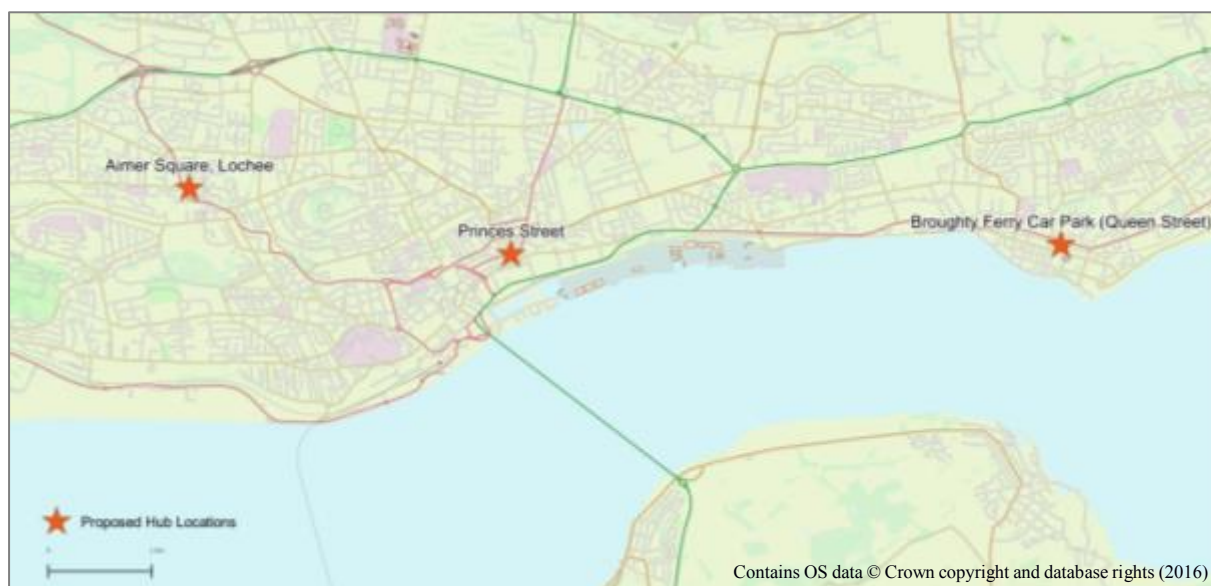 Aimer Square, Lochee
Princes Street
Broughty Ferry Car Park (Queen Street)
Proposed Hub Locations
Contains OS data © Crown copyright and database rights (2016)